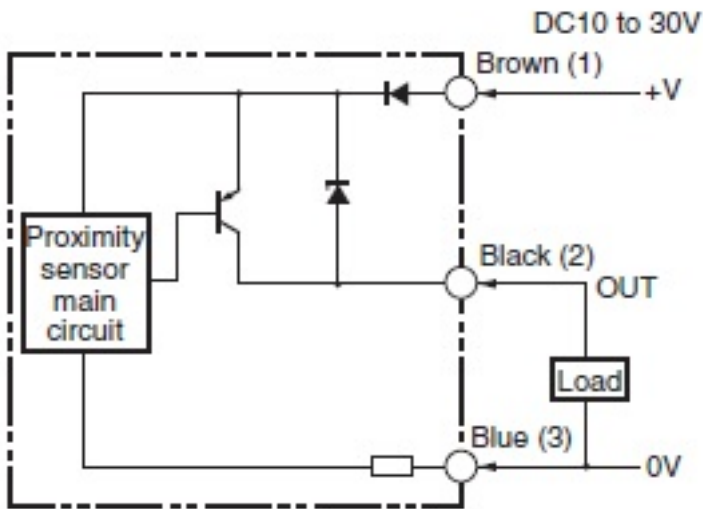 DC10 to 30V
Brown (1)
+V
Proximity
sensor
main
circuit
Black (2)
OUT
Load
Blue (3)
0V